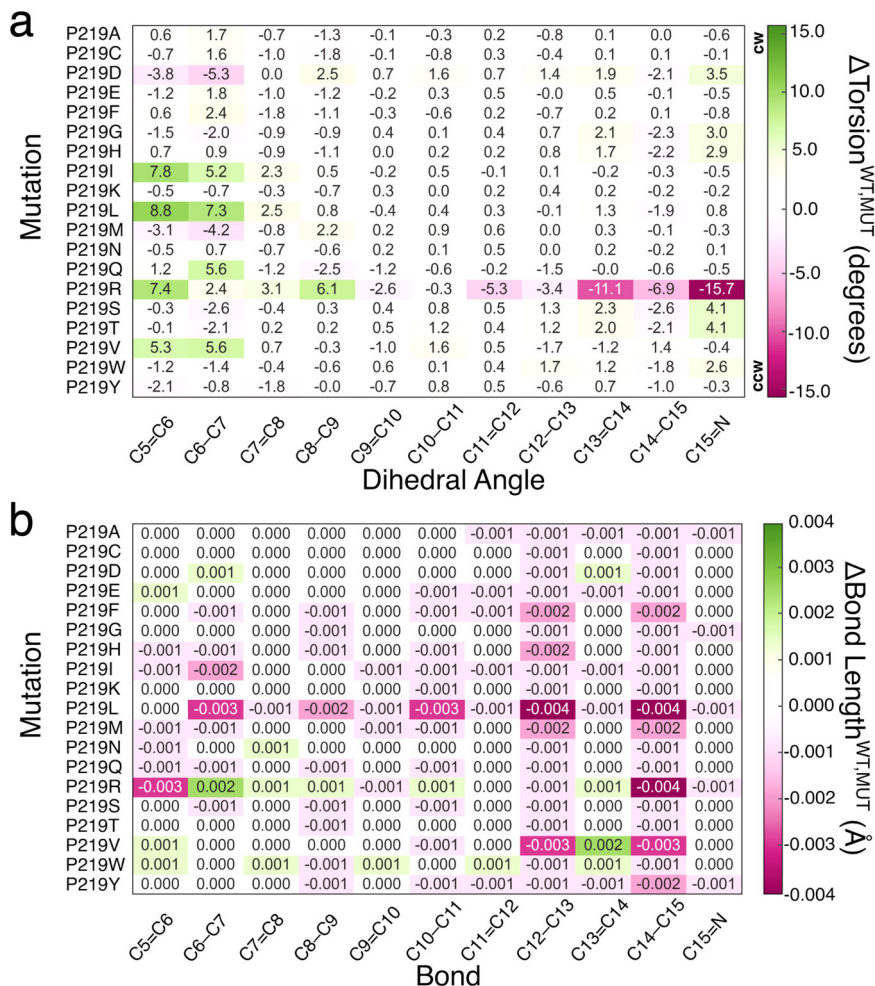 a
P219A 0.6 1.7 -0.7 -1.3 -0.1 -0.3 0.2 -0.8 0.1 0.0 -0.6
P219C -0.7 1.6 -1.0 -1.8 -0.1 -0.8 0.3 -0.4 0.1 0.1 -0.1
P219D -3.8 -5.3 0.0 2.5 0.7 1.6 0.7 1.4 1.9 -2.1 3.5
P219E -1.2 1.8 -1.0 -1.2 -0.2 0.3 0.5 -0.0 0.5 -0.1 -0.5
P219F 0.6 2.4 -1.8 -1.1 -0.3 -0.6 0.2 -0.7 0.2 0.1 -0.8
P219G -1.5 -2.0 -0.9 -0.9 0.4 0.1 0.4 0.7 2.1 -2.3 3.0
P219H 0.7 0.9 -0.9 -1.1 0.0 0.2 0.2 0.8 1.7 -2.2 2.9
P219I 7.8 5.2 2.3 0.5 -0.2 0.5 -0.1 0.1 -0.2 -0.3 -0.5
P219K -0.5 -0.7 -0.3 -0.7 0.3 0.0 0.2 0.4 -0.2 -0.2 -0.2
P219L 8.8 7.3 2.5 0.8 -0.4 0.4 0.3 -0.1 1.3 -1.9 0.8
P219M -3.1 -4.2 -0.8 2.2 0.2 0.9 0.6 0.0 0.3 -0.1 -0.3
P219N -0.5 0.7 -0.7 -0.6 0.2 0.1 0.5 0.0 0.2 -0.2 0.1
P219Q 1.2 5.6 -1.2 -2.5 -1.2 -0.6 -0.2 -1.5 -0.0 -0.6 -0.5
P219R 7.4 2.4 3.1 6.1 -2.6 -0.3 -5.3 -3.4 -11.1 -6.9 -15.7
P219S -0.3 -2.6 -0.4 0.3 0.4 0.8 0.5 1.3 2.3 -2.6 4.1
P219T -0.1 -2.1 0.2 0.2 0.5 1.2 0.4 1.2 2.0 -2.1 4.1
P219V 5.3 5.6 0.7 -0.3 -1.0 1.6 0.5 -1.7 -1.2 1.4 -0.4
P219W -1.2 -1.4 -0.4 -0.6 0.6 0.1 0.4 1.7 1.2 -1.8 2.6
P219Y -2.1 -0.8 -1.8 -0.0 -0.7 0.8 0.5 -0.6 0.7 -1.0 -0.3
Mutation
C5=C6 C6–C7 C7=C8 C8–C9 C9=C10 C10–C11 C11=C12 C12–C13 C13=C14 C14–C15 C15=N
Dihedral Angle
cw
ccw
15.0
10.0
5.0
0.0
-5.0
-10.0
-15.0
ΔTorsion^WT,MUT (degrees)
b
P219A 0.000 0.000 0.000 0.000 0.000 0.000 -0.001 -0.001 -0.001 -0.001 -0.001
P219C 0.000 0.000 0.000 0.000 0.000 0.000 0.000 -0.001 0.000 -0.001 0.000
P219D 0.000 0.001 0.000 0.000 0.000 0.000 0.000 -0.001 0.001 -0.001 0.000
P219E 0.001 0.000 0.000 0.000 0.000 -0.001 -0.001 -0.001 -0.001 -0.001 0.000
P219F 0.000 -0.001 0.000 -0.001 0.000 -0.001 -0.001 -0.002 0.000 -0.002 0.000
P219G 0.000 0.000 0.000 -0.001 0.000 0.000 0.000 -0.001 0.000 -0.001 -0.001
P219H -0.001 -0.001 0.000 -0.001 0.000 -0.001 0.000 -0.002 0.000 -0.001 0.000
P219I -0.001 -0.002 0.000 0.000 -0.001 -0.001 -0.001 -0.001 -0.001 -0.001 0.000
P219K 0.000 0.000 0.000 0.000 0.000 -0.001 0.000 -0.001 0.000 -0.001 0.000
P219L 0.000 -0.003 -0.001 -0.002 -0.001 -0.003 -0.001 -0.004 -0.001 -0.004 -0.001
P219M -0.001 -0.001 0.000 0.000 -0.001 -0.001 0.000 -0.002 0.000 -0.002 0.000
P219N -0.001 0.000 0.001 0.000 0.000 0.000 0.000 -0.001 0.000 -0.001 0.000
P219Q -0.001 -0.001 0.000 -0.001 0.000 -0.001 0.000 -0.001 0.000 -0.001 0.000
P219R -0.003 0.002 0.001 0.001 -0.001 0.001 0.000 -0.001 0.001 -0.004 -0.001
P219S 0.000 -0.001 0.000 -0.001 0.000 -0.001 0.000 -0.001 0.000 -0.001 0.000
P219T 0.000 0.000 0.000 -0.001 0.000 0.000 0.000 -0.001 0.000 -0.001 0.000
P219V 0.001 0.000 0.000 0.000 0.000 -0.001 0.000 -0.003 0.002 -0.003 0.000
P219W 0.001 0.000 0.001 -0.001 0.001 0.000 0.001 -0.001 0.001 -0.001 0.000
P219Y 0.000 0.000 0.000 -0.001 0.000 -0.001 -0.001 -0.001 0.000 -0.002 -0.001
Mutation
C5=C6 C6–C7 C7=C8 C8–C9 C9=C10 C10–C11 C11=C12 C12–C13 C13=C14 C14–C15 C15=N
Bond
0.004
0.003
0.002
0.001
0.000
-0.001
-0.002
-0.003
-0.004
ΔBond Length^WT,MUT (Å)